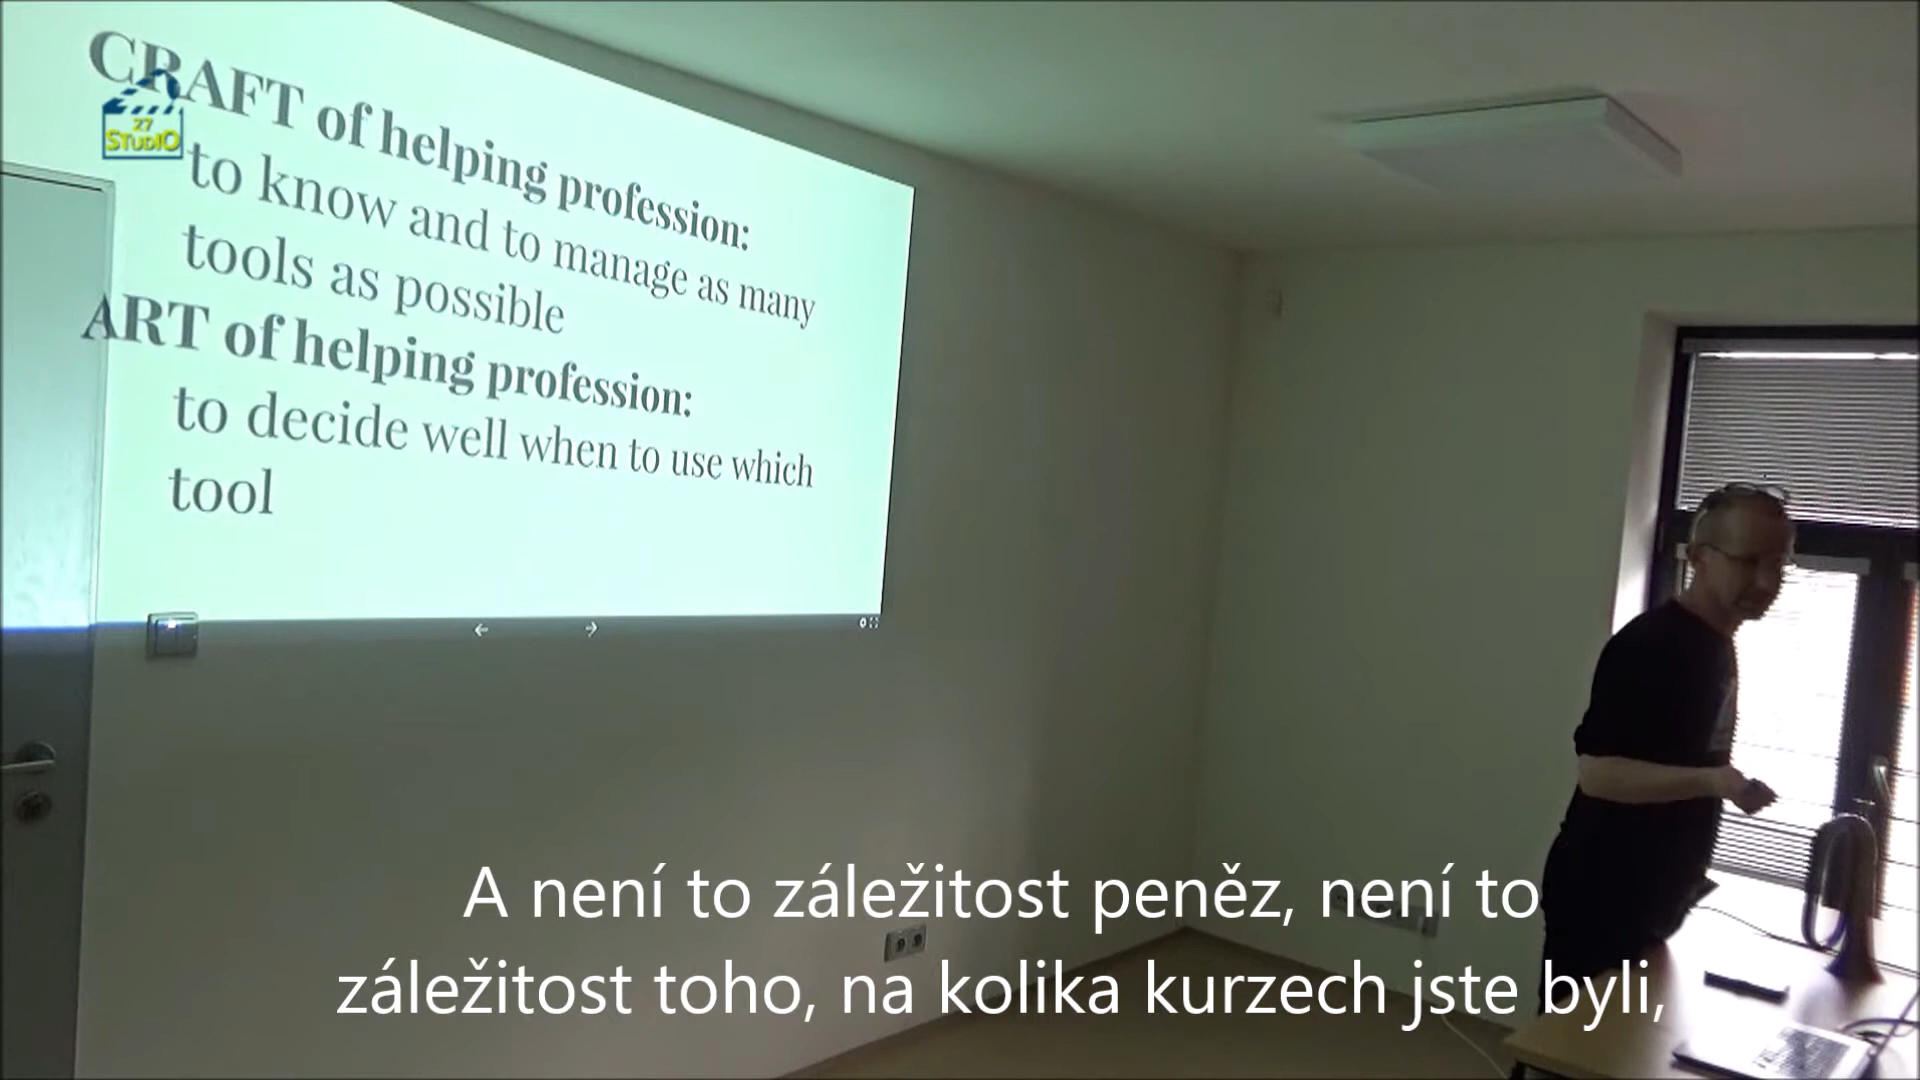 CRAFT of helping profession:
to know and to manage as many
tools as possible
ART of helping profession:
to decide well when to use which
tool
27
STUDIO
A není to záležitost peněz, není to
záležitost toho, na kolika kurzech jste byli,